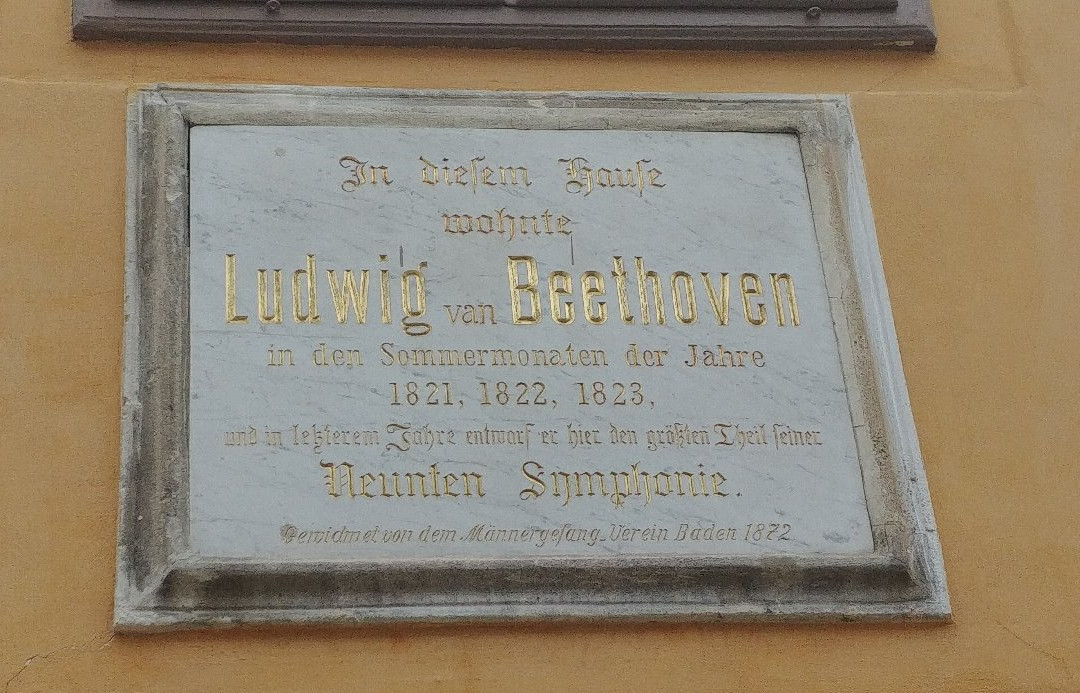 In dieſem Hauſe
wohnte
Ludwig van Beethoven
in den Sommermonaten der Jahre
1821, 1822, 1823,
und in letzterem Jahre entwarf er hier den größten Theil ſeiner
Neunten Symphonie.
Gewidmet von dem Männergeſang-Verein Baden 1872